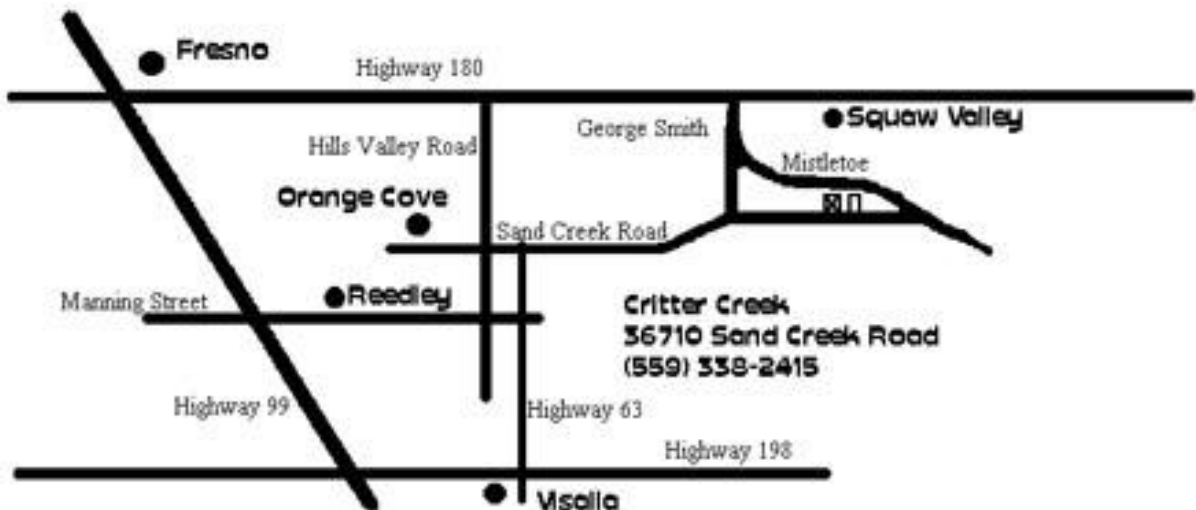 Fresno
Highway 180
George Smith
Squaw Valley
Hills Valley Road
Mistletoe
Orange Cove
Sand Creek Road
Manning Street
Reedley
Critter Creek
36710 Sand Creek Road
(559) 338-2415
Highway 99
Highway 63
Highway 198
Visalia